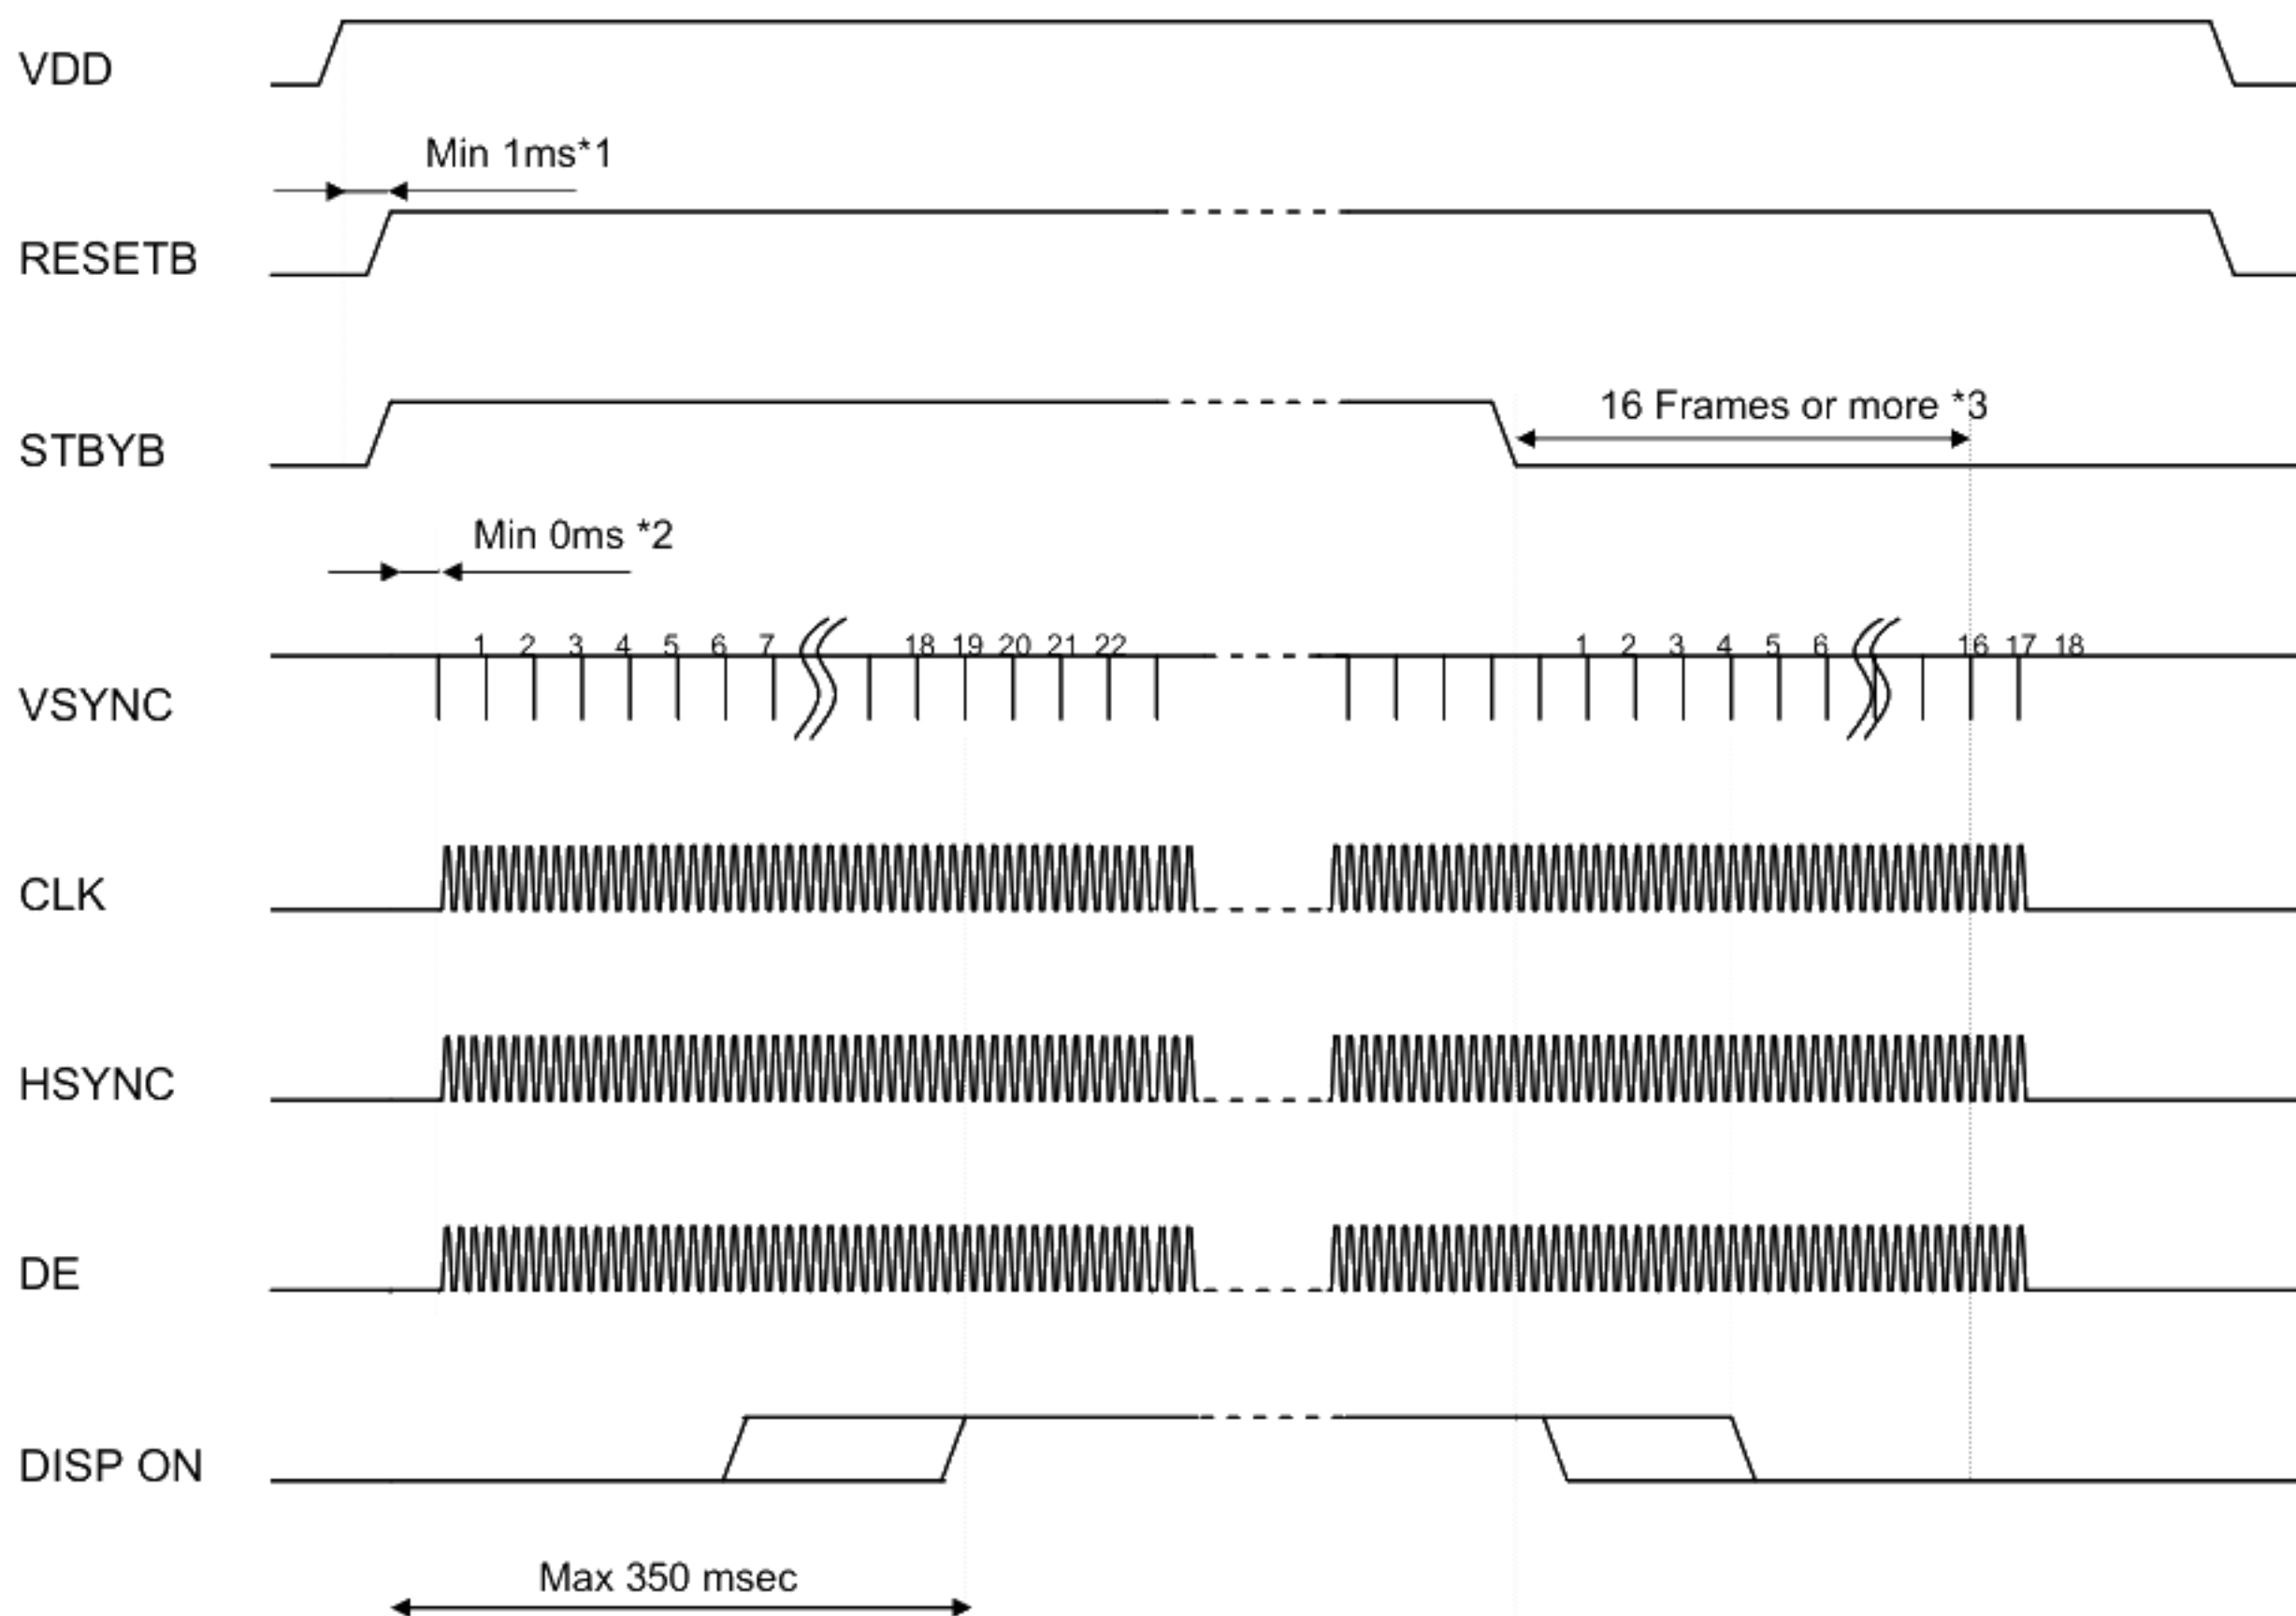 VDD
Min 1ms*1
RESETB
16 Frames or more *3
STBYB
Min 0ms *2
1 2 3 4 5 6 7 18 19 20 21 22 1 2 3 4 5 6 16 17 18
VSYNC
CLK
HSYNC
DE
DISP ON
Max 350 msec